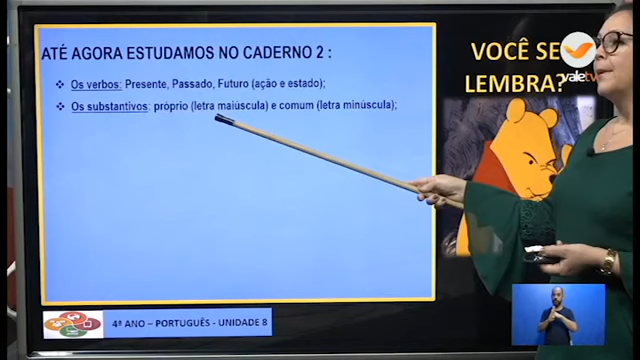 ATÉ AGORA ESTUDAMOS NO CADERNO 2 :
Os verbos: Presente, Passado, Futuro (ação e estado);
Os substantivos: próprio (letra maiúscula) e comum (letra minúscula);
VOCÊ SE
LEMBRA?
valetv
4ª ANO – PORTUGUÊS - UNIDADE 8